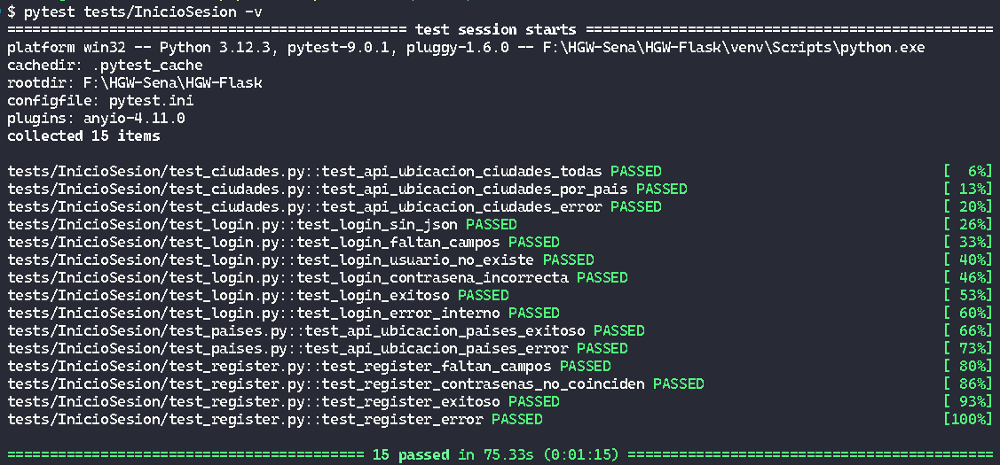 $ pytest tests/InicioSesion -v
=============================================== test session starts ================================================
platform win32 -- Python 3.12.3, pytest-9.0.1, pluggy-1.6.0 -- F:\HGW-Sena\HGW-Flask\venv\Scripts\python.exe
cachedir: .pytest_cache
rootdir: F:\HGW-Sena\HGW-Flask
configfile: pytest.ini
plugins: anyio-4.11.0
collected 15 items
tests/InicioSesion/test_ciudades.py::test_api_ubicacion_ciudades_todas PASSED [  6%]
tests/InicioSesion/test_ciudades.py::test_api_ubicacion_ciudades_por_pais PASSED [ 13%]
tests/InicioSesion/test_ciudades.py::test_api_ubicacion_ciudades_error PASSED [ 20%]
tests/InicioSesion/test_login.py::test_login_sin_json PASSED [ 26%]
tests/InicioSesion/test_login.py::test_login_faltan_campos PASSED [ 33%]
tests/InicioSesion/test_login.py::test_login_usuario_no_existe PASSED [ 40%]
tests/InicioSesion/test_login.py::test_login_contrasena_incorrecta PASSED [ 46%]
tests/InicioSesion/test_login.py::test_login_exitoso PASSED [ 53%]
tests/InicioSesion/test_login.py::test_login_error_interno PASSED [ 60%]
tests/InicioSesion/test_paises.py::test_api_ubicacion_paises_exitoso PASSED [ 66%]
tests/InicioSesion/test_paises.py::test_api_ubicacion_paises_error PASSED [ 73%]
tests/InicioSesion/test_register.py::test_register_faltan_campos PASSED [ 80%]
tests/InicioSesion/test_register.py::test_register_contrasenas_no_coinciden PASSED [ 86%]
tests/InicioSesion/test_register.py::test_register_exitoso PASSED [ 93%]
tests/InicioSesion/test_register.py::test_register_error PASSED [100%]
========================================== 15 passed in 75.33s (0:01:15) ===========================================